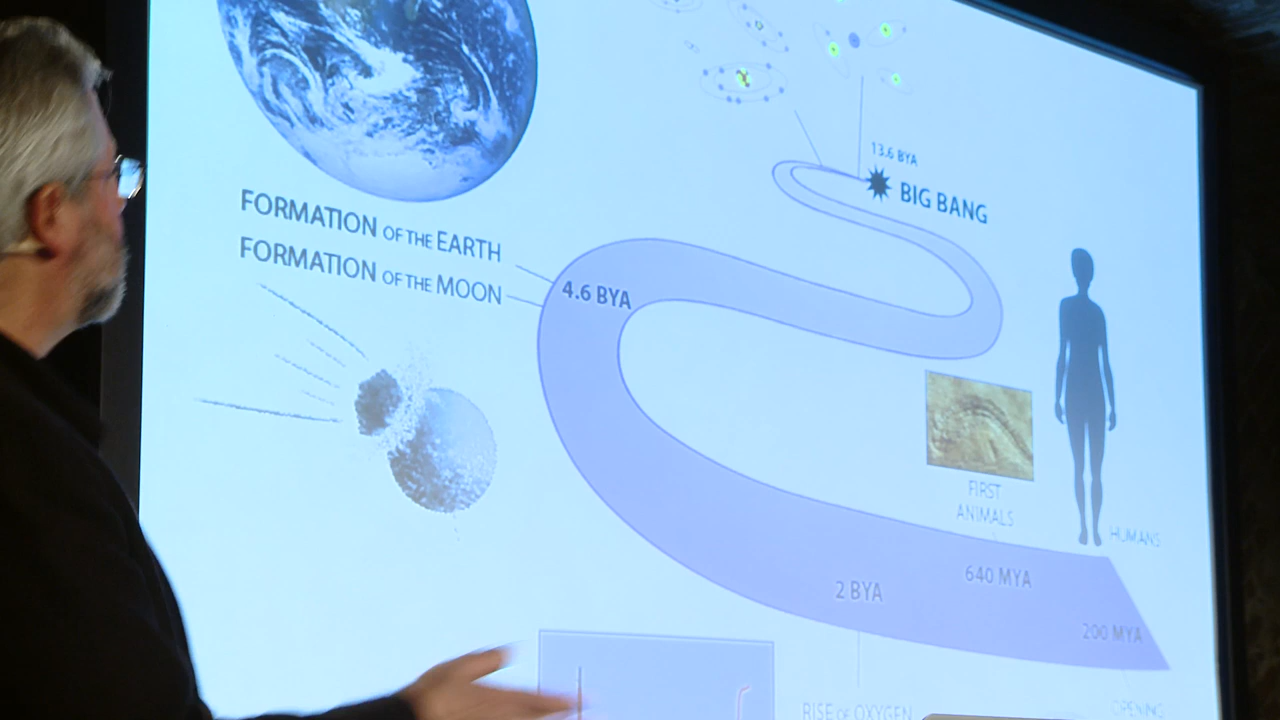 13.6 BYA
BIG BANG
FORMATION OF THE EARTH
FORMATION OF THE MOON
4.6 BYA
FIRST
ANIMALS
HUMANS
640 MYA
2 BYA
200 MYA
RISE OF OXYGEN
OPENING